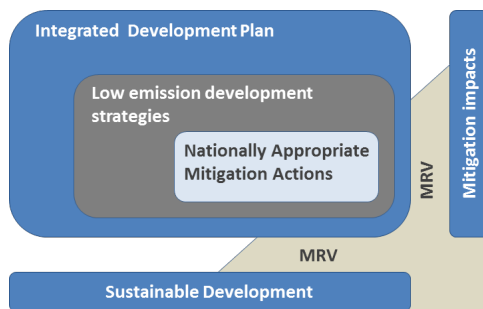 Integrated Development Plan
Low emission development
strategies
Nationally Appropriate
Mitigation Actions
Mitigation impacts
MRV
MRV
Sustainable Development